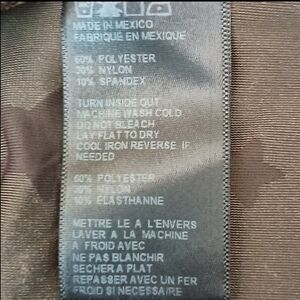 MADE IN MEXICO
FABRIQUE EN MEXIQUE
60% POLYESTER
30% NYLON
10% SPANDEX
TURN INSIDE OUT
MACHINE WASH COLD
DO NOT BLEACH
LAY FLAT TO DRY
COOL IRON REVERSE IF
NEEDED
60% POLYESTER
30% NYLON
10% ELASTHANNE
METTRE LE A L'ENVERS
LAVER A LA MACHINE
A FROID AVEC
NE PAS BLANCHIR
SECHER A PLAT
REPASSER AVEC UN FER
FROID SI NECESSAIRE